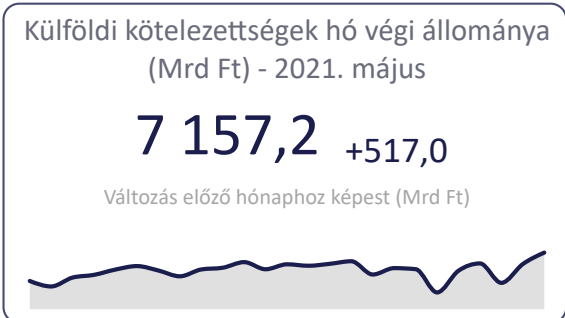 Külföldi kötelezettségek hó végi állománya
(Mrd Ft) - 2021. május
7 157,2 +517,0
Változás előző hónaphoz képest (Mrd Ft)